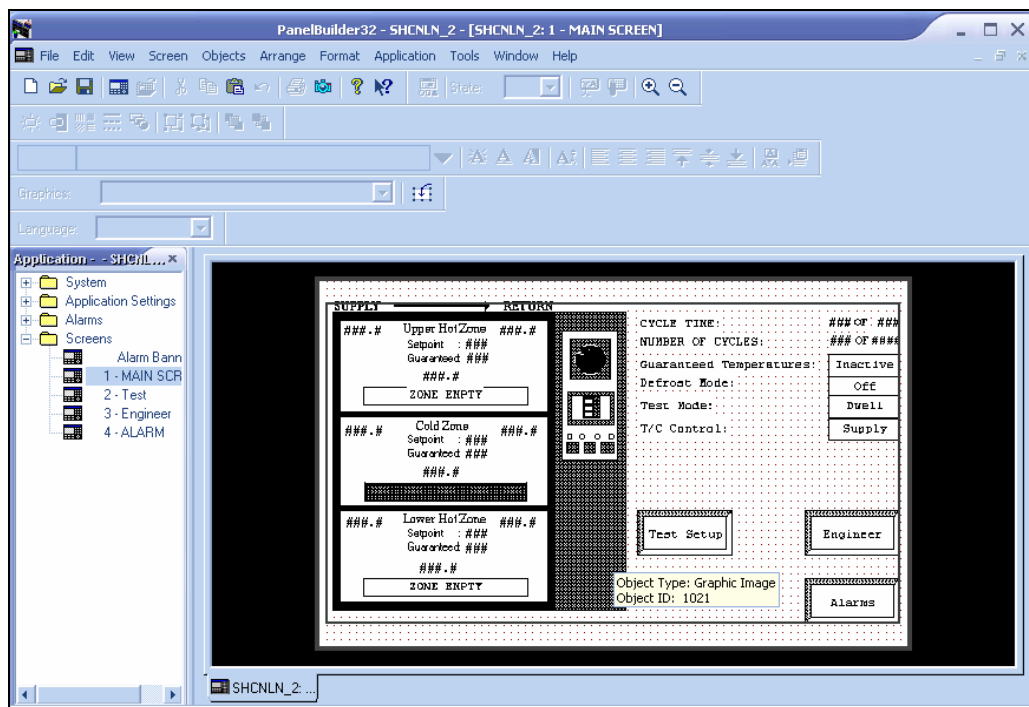 PanelBuilder32 - SHCNLN_2 - [SHCNLN_2: 1 - MAIN SCREEN]
File Edit View Screen Objects Arrange Format Application Tools Window Help
State:
Graphics:
Language:
Application - - SHCNL...
System
Application Settings
Alarms
Screens
Alarm Bann
1 - MAIN SCR
2 - Test
3 - Engineer
4 - ALARM
SUPPLY RETURN
###.# Upper HotZone ###.#
Setpoint : ###
Guaranteed: ###
###.#
ZONE EMPTY
###.# Cold Zone ###.#
Setpoint : ###
Guaranteed: ###
###.#
###.# Lower HotZone ###.#
Setpoint : ###
Guaranteed: ###
###.#
ZONE EMPTY
CYCLE TIME: ### OF ###
NUMBER OF CYCLES: ### OF ####
Guaranteed Temperatures: Inactive
Defrost Mode: Off
Test Mode: Dwell
T/C Control: Supply
Test Setup
Engineer
Alarms
Object Type: Graphic Image
Object ID: 1021
SHCNLN_2: ...